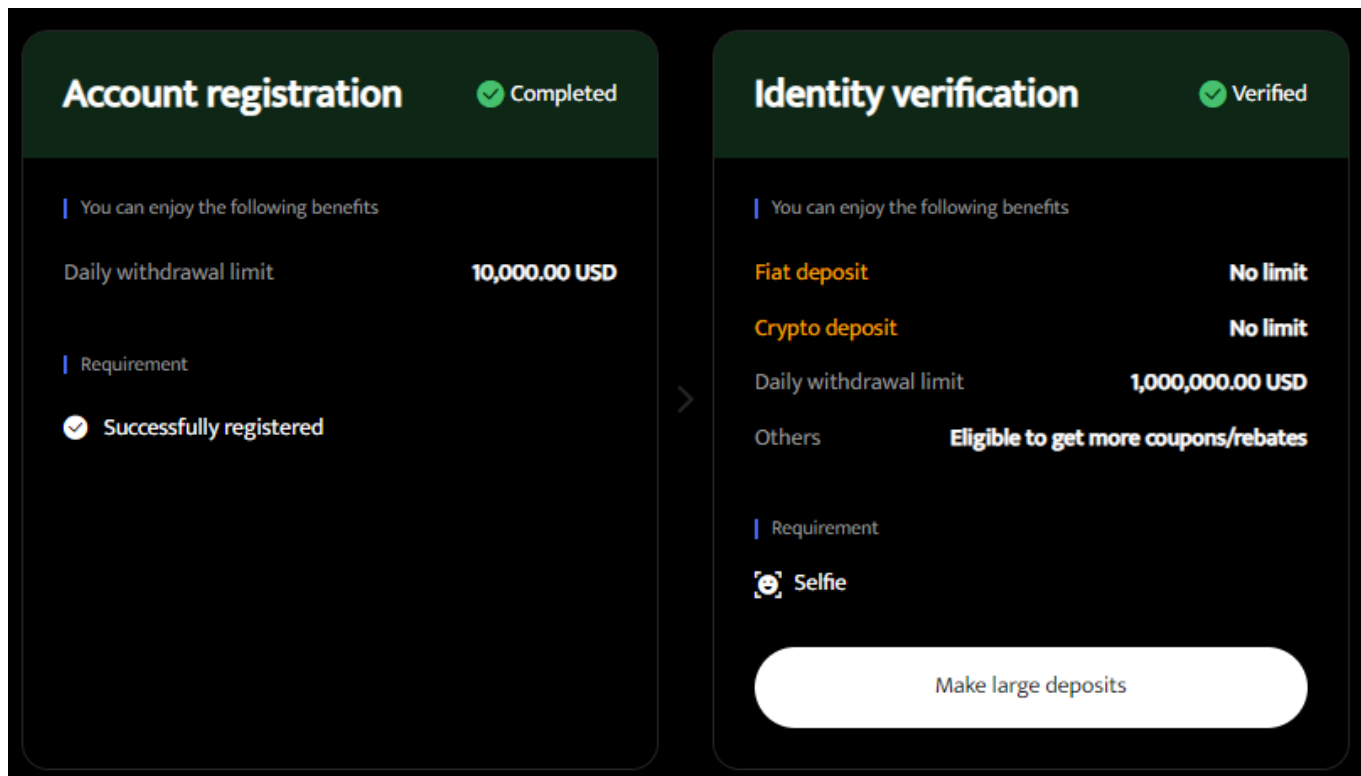 Account registration
Completed
You can enjoy the following benefits
Daily withdrawal limit 10,000.00 USD
Requirement
Successfully registered
Identity verification
Verified
You can enjoy the following benefits
Fiat deposit No limit
Crypto deposit No limit
Daily withdrawal limit 1,000,000.00 USD
Others Eligible to get more coupons/rebates
Requirement
Selfie
Make large deposits